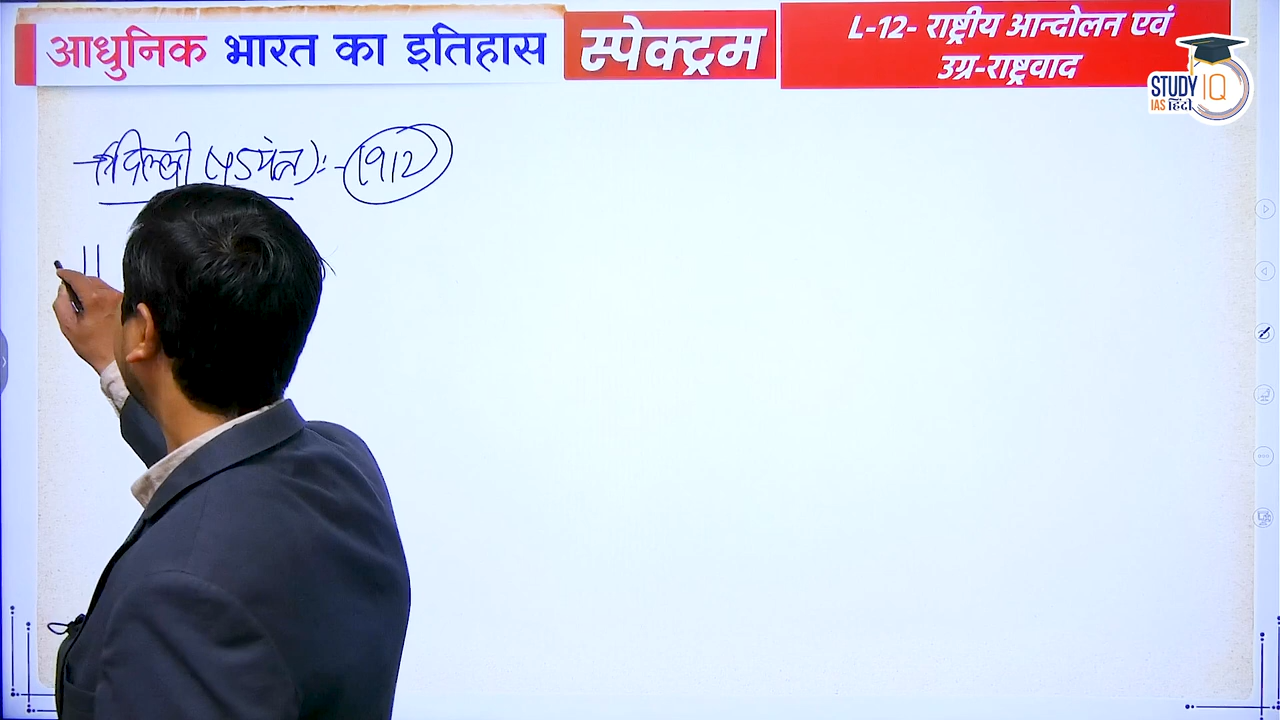 आधुनिक भारत का इतिहास
स्पेक्ट्रम
L-12- राष्ट्रीय आन्दोलन एवं
उग्र-राष्ट्रवाद
STUDY IQ
IAS हिंदी
दिल्ली षड्यंत्र):- 1912